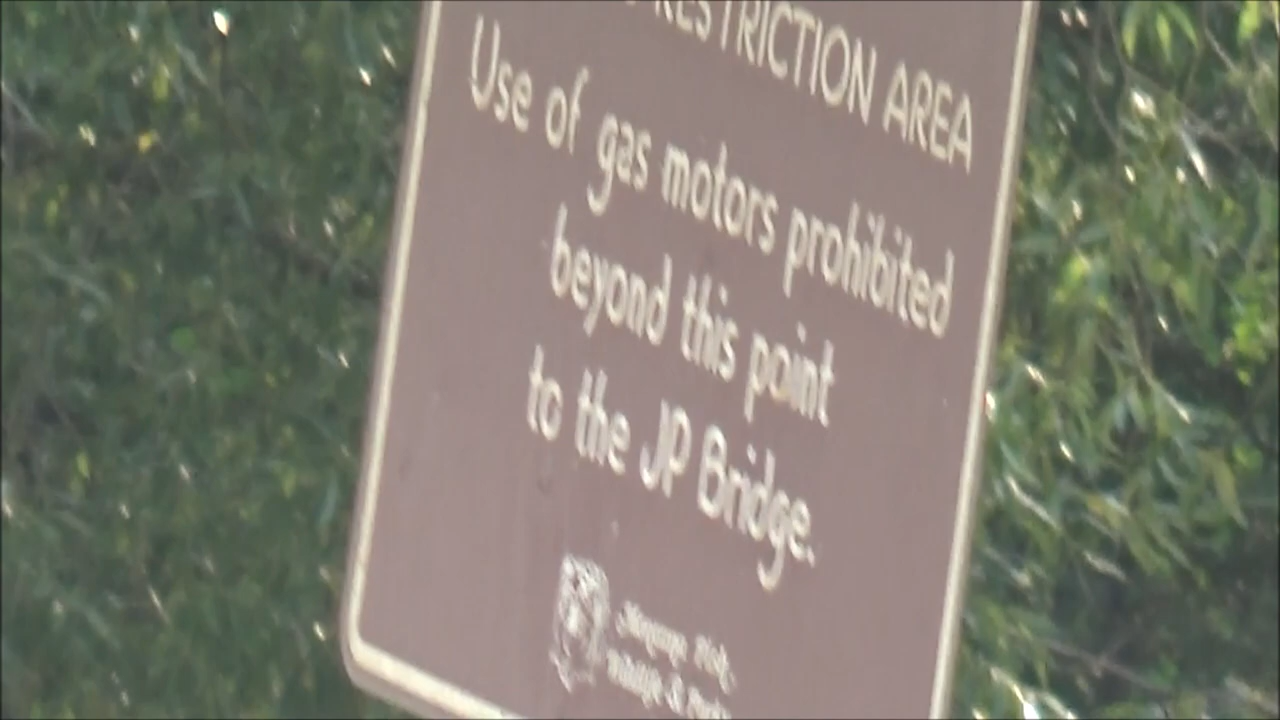 RESTRICTION AREA
Use of gas motors prohibited
beyond this point
to the JP Bridge.